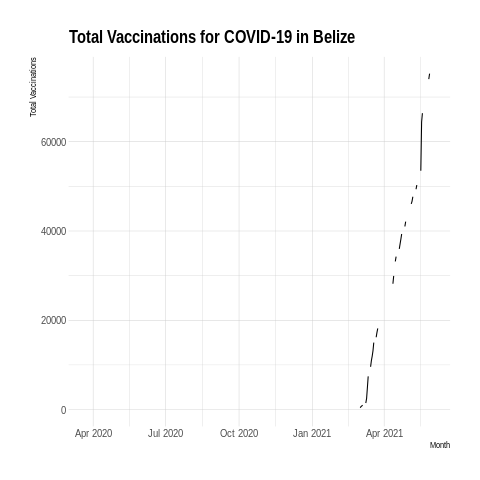 Total Vaccinations for COVID-19 in Belize
Total Vaccinations
60000
40000
20000
0
Apr 2020 Jul 2020 Oct 2020 Jan 2021 Apr 2021
Month